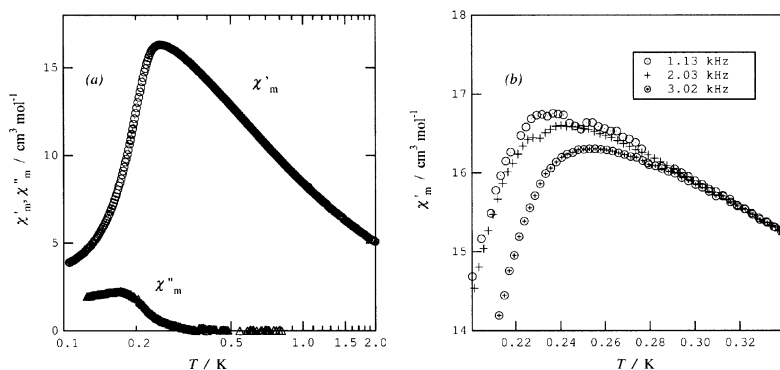 (a)
χ'm
χ"m
χ'm, χ"m / cm³ mol⁻¹
15
10
5
0
0.1
0.2
0.5
1.0
1.5
2.0
T / K
(b)
○ 1.13 kHz
+ 2.03 kHz
⊕ 3.02 kHz
χ'm / cm³ mol⁻¹
18
17
16
15
14
0.22
0.24
0.26
0.28
0.30
0.32
T / K